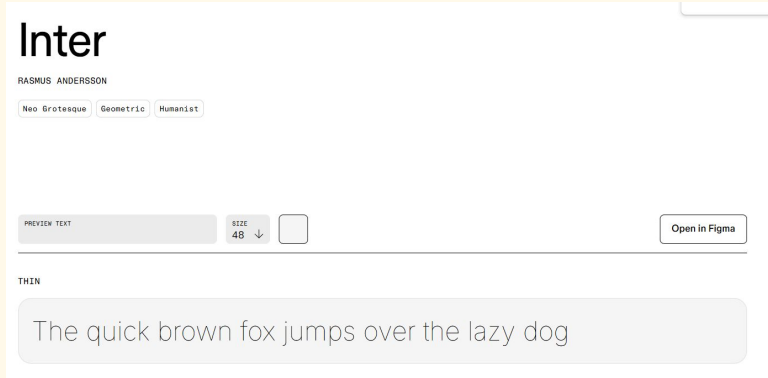 Inter
RASMUS ANDERSSON
Neo Grotesque Geometric Humanist
PREVIEW TEXT
SIZE
48
Open in Figma
THIN
The quick brown fox jumps over the lazy dog